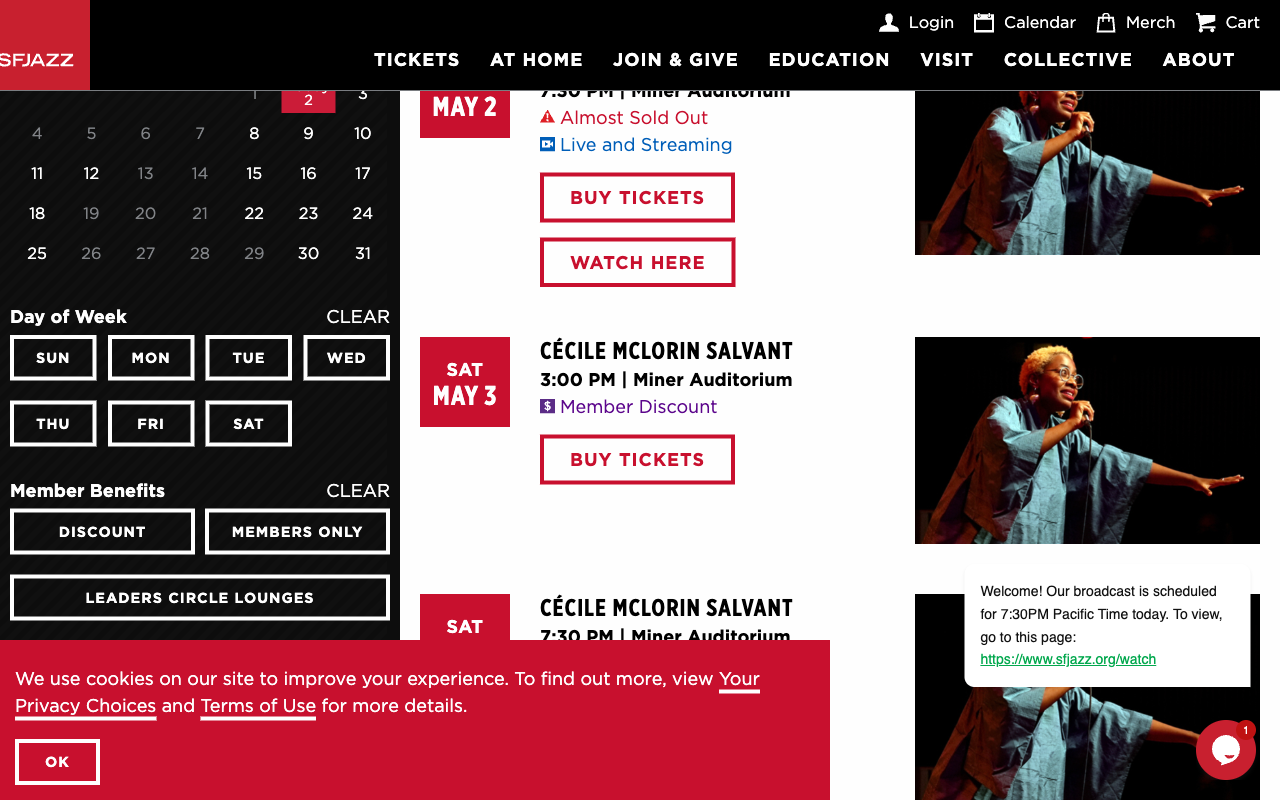 Login
Calendar
Merch
Cart
SFJAZZ
TICKETS
AT HOME
JOIN & GIVE
EDUCATION
VISIT
COLLECTIVE
ABOUT
1 2 3
4 5 6 7 8 9 10
11 12 13 14 15 16 17
18 19 20 21 22 23 24
25 26 27 28 29 30 31
Day of Week
CLEAR
SUN
MON
TUE
WED
THU
FRI
SAT
Member Benefits
CLEAR
DISCOUNT
MEMBERS ONLY
LEADERS CIRCLE LOUNGES
MAY 2
7:30 PM | Miner Auditorium
Almost Sold Out
Live and Streaming
BUY TICKETS
WATCH HERE
SAT
MAY 3
CÉCILE MCLORIN SALVANT
3:00 PM | Miner Auditorium
Member Discount
BUY TICKETS
SAT
CÉCILE MCLORIN SALVANT
7:30 PM | Miner Auditorium
Welcome! Our broadcast is scheduled
for 7:30PM Pacific Time today. To view,
go to this page:
https://www.sfjazz.org/watch
1
We use cookies on our site to improve your experience. To find out more, view Your
Privacy Choices and Terms of Use for more details.
OK